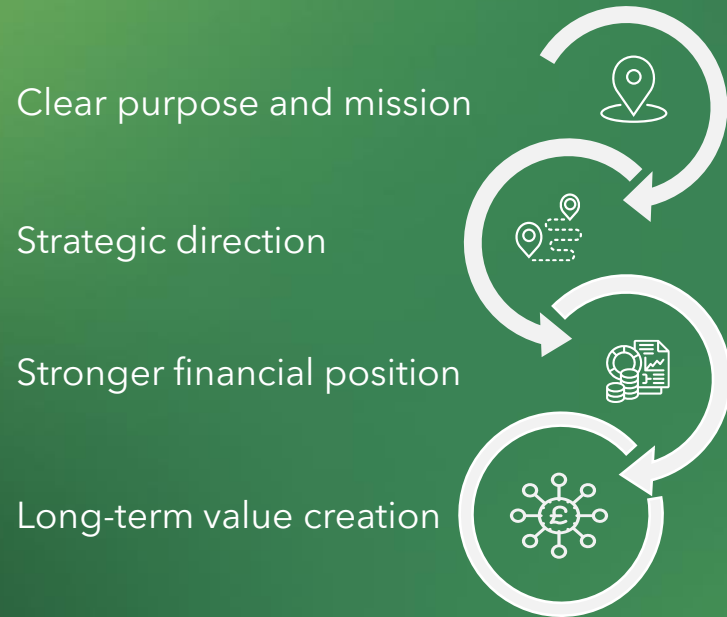 Clear purpose and mission
Strategic direction
Stronger financial position
Long-term value creation
£